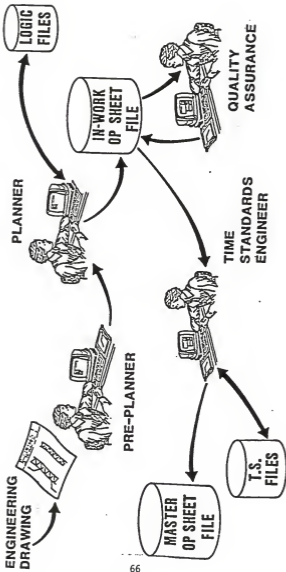 ENGINEERING
DRAWING
PRE-PLANNER
PLANNER
LOGIC
FILES
IN-WORK
OP SHEET
FILE
QUALITY
ASSURANCE
TIME
STANDARDS
ENGINEER
MASTER
OP SHEET
FILE
T.S.
FILES
66